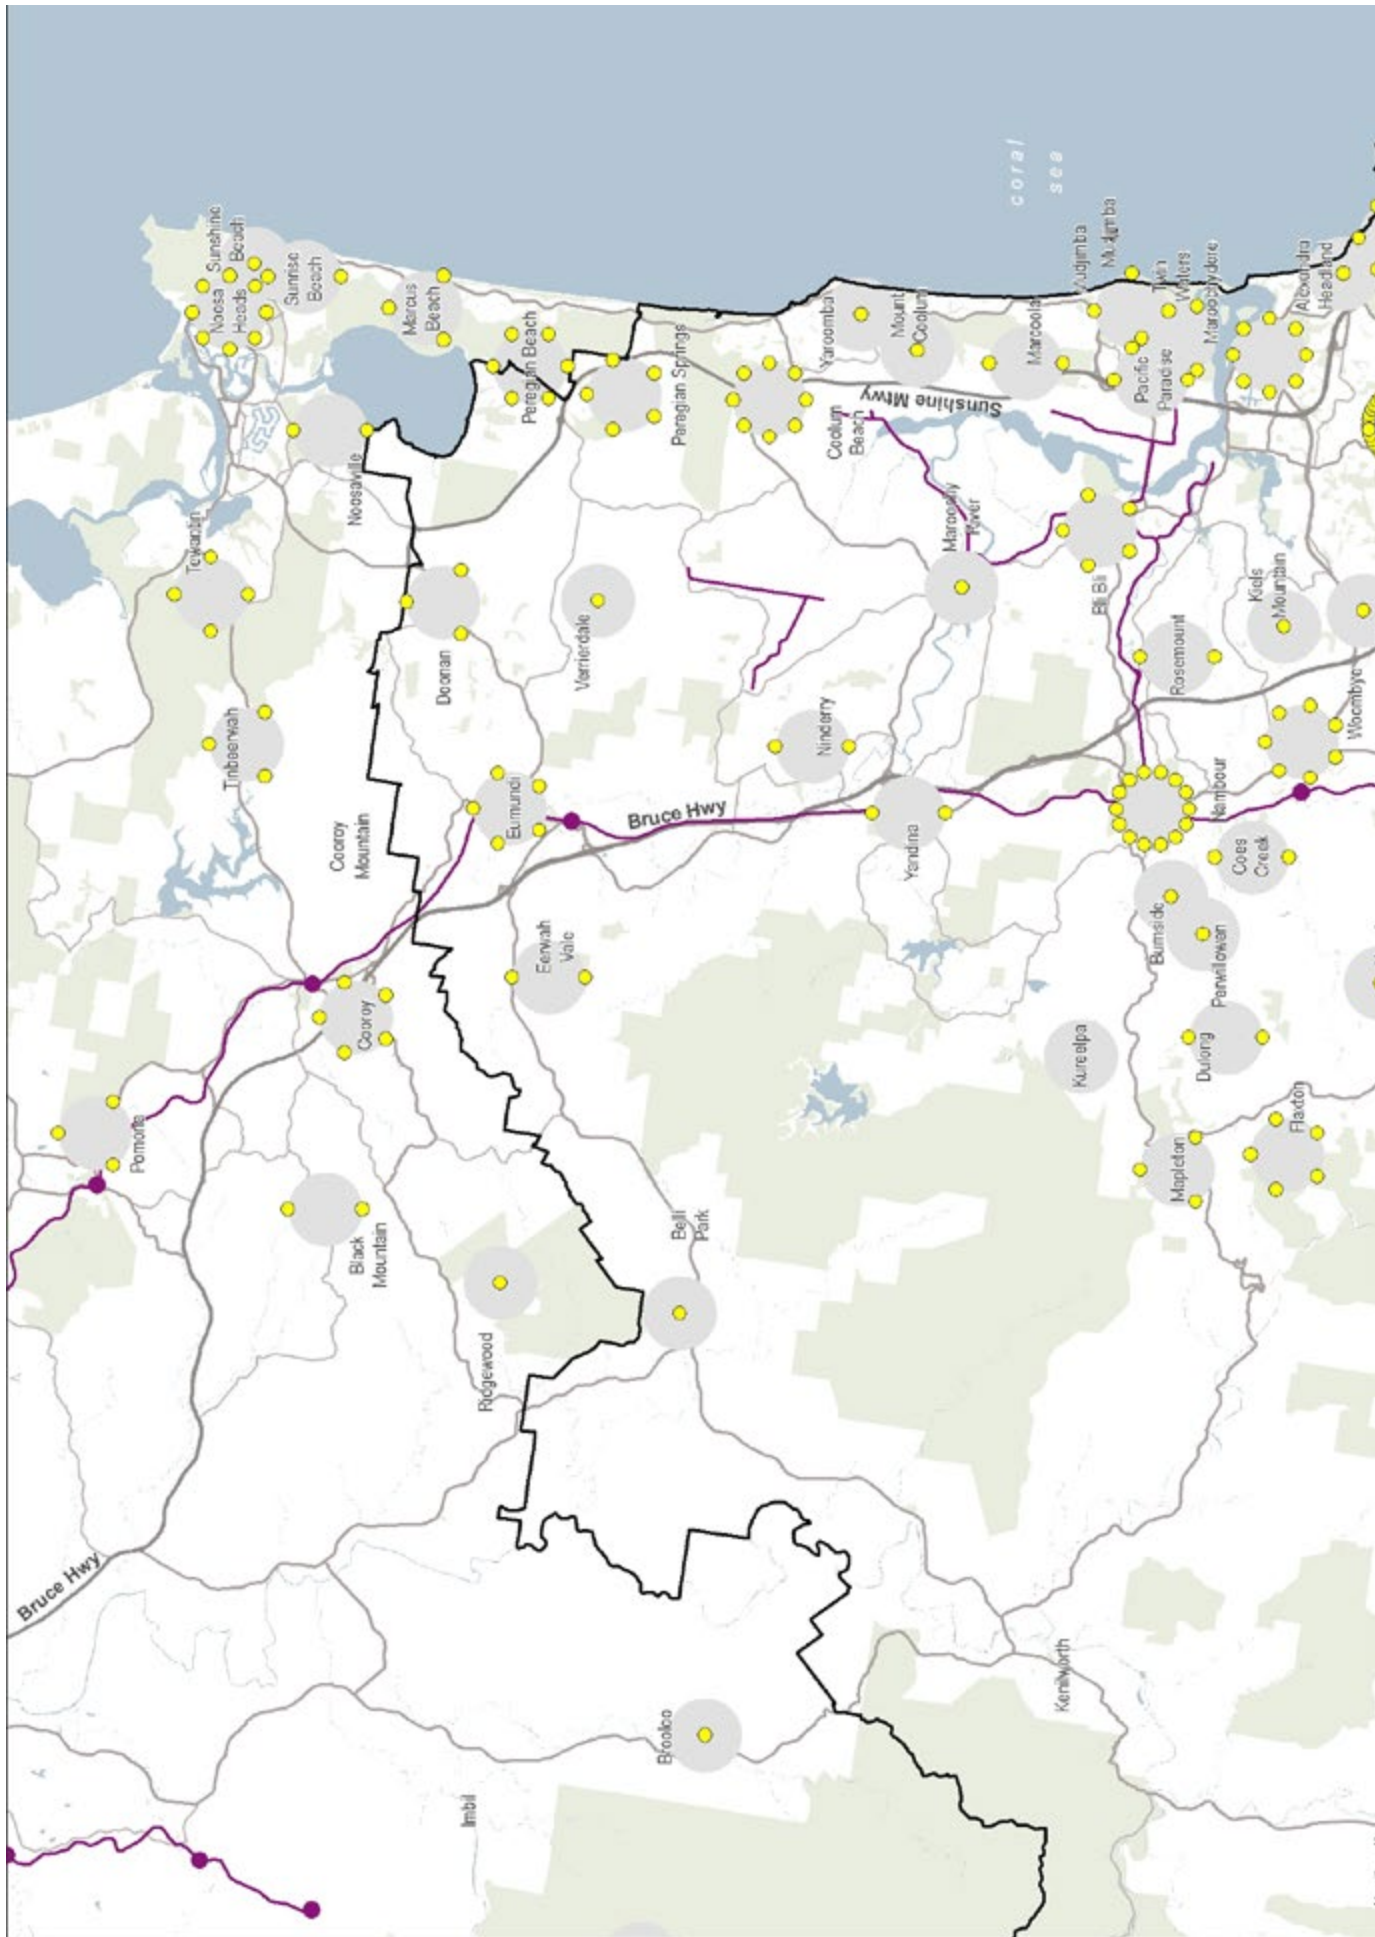 Sunshine
Beach
Noosa
Heads
Sunrise
Beach
Marcus
Beach
Peregian Beach
Peregian Springs
Noosaville
Tewantin
Tinbeerwah
Cooroy
Mountain
Doonan
Verrierdale
Eumundi
Bruce Hwy
Ninderry
Yandina
Coolum
Beach
Sunshine Mtwy
Yaroomba
Mount
Coolum
Marcoola
coral
sea
Mudjimba
Mudjimba
Twin
Waters
Pacific
Paradise
Maroochydore
Alexandra
Headland
Maroochy
River
Bli Bli
Rosemount
Kiels
Mountain
Woombye
Nambour
Coes
Creek
Burnside
Perwillowen
Dulong
Kureelpa
Flaxton
Mapleton
Eerwah
Vale
Cooroy
Pomona
Black
Mountain
Ridgewood
Belli
Park
Bruce Hwy
Brooloo
Imbil
Kenilworth